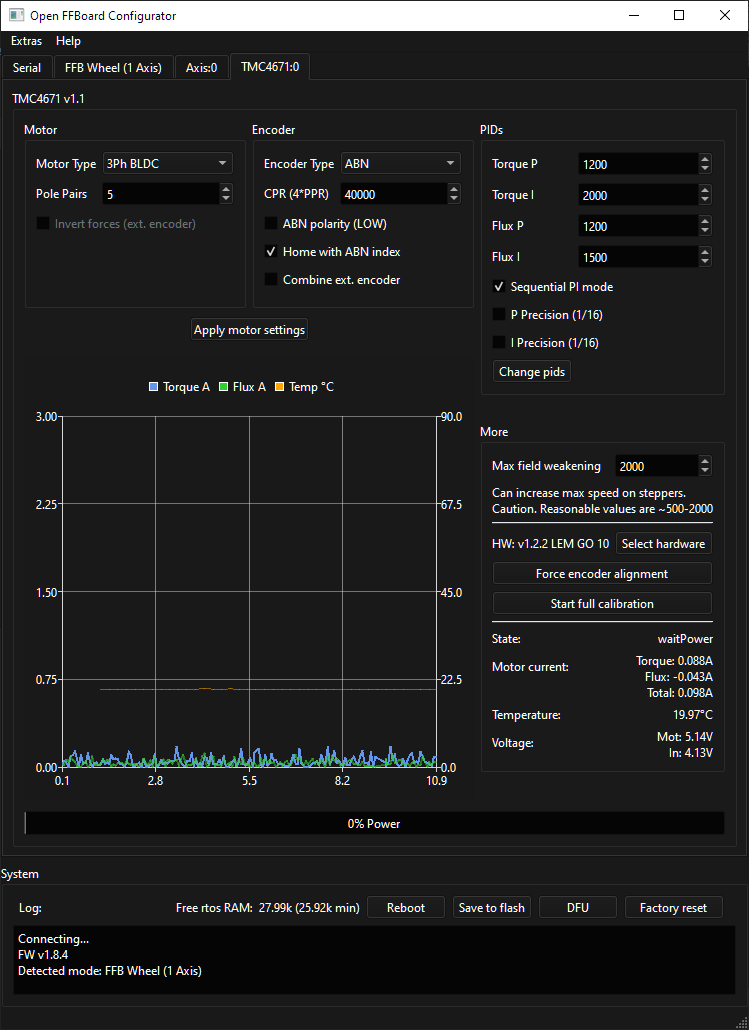 Open FFBoard Configurator
Extras Help
Serial FFB Wheel (1 Axis) Axis:0 TMC4671:0
TMC4671 v1.1
Motor
Motor Type 3Ph BLDC
Pole Pairs 5
Invert forces (ext. encoder)
Encoder
Encoder Type ABN
CPR (4*PPR) 40000
ABN polarity (LOW)
Home with ABN index
Combine ext. encoder
Apply motor settings
PIDs
Torque P 1200
Torque I 2000
Flux P 1200
Flux I 1500
Sequential PI mode
P Precision (1/16)
I Precision (1/16)
Change pids
Torque A Flux A Temp °C
3.00 90.0
2.25 67.5
1.50 45.0
0.75 22.5
0.00 0.0
0.1 2.8 5.5 8.2 10.9
More
Max field weakening 2000
Can increase max speed on steppers.
Caution. Reasonable values are ~500-2000
HW: v1.2.2 LEM GO 10 Select hardware
Force encoder alignment
Start full calibration
State: waitPower
Motor current: Torque: 0.088A
Flux: -0.043A
Total: 0.098A
Temperature: 19.97°C
Voltage: Mot: 5.14V
In: 4.13V
0% Power
System
Log: Free rtos RAM: 27.99k (25.92k min) Reboot Save to flash DFU Factory reset
Connecting...
FW v1.8.4
Detected mode: FFB Wheel (1 Axis)